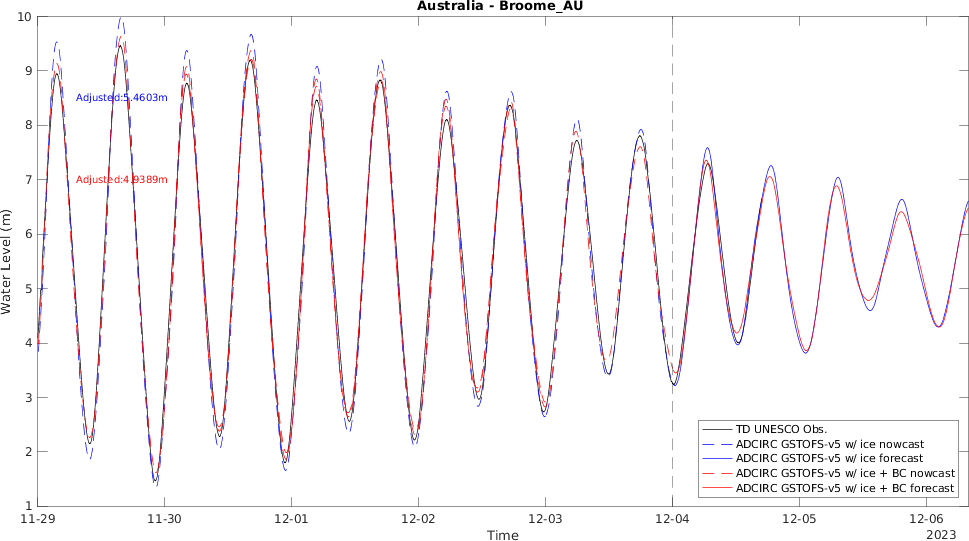 Australia - Broome_AU
10
9
Adjusted:5.4603m
8
7
Adjusted:4.9389m
6
5
4
3
2
1
Water Level (m)
TD UNESCO Obs.
ADCIRC GSTOFS-v5 w/ ice nowcast
ADCIRC GSTOFS-v5 w/ ice forecast
ADCIRC GSTOFS-v5 w/ ice + BC nowcast
ADCIRC GSTOFS-v5 w/ ice + BC forecast
11-29 11-30 12-01 12-02 12-03 12-04 12-05 12-06
Time
2023